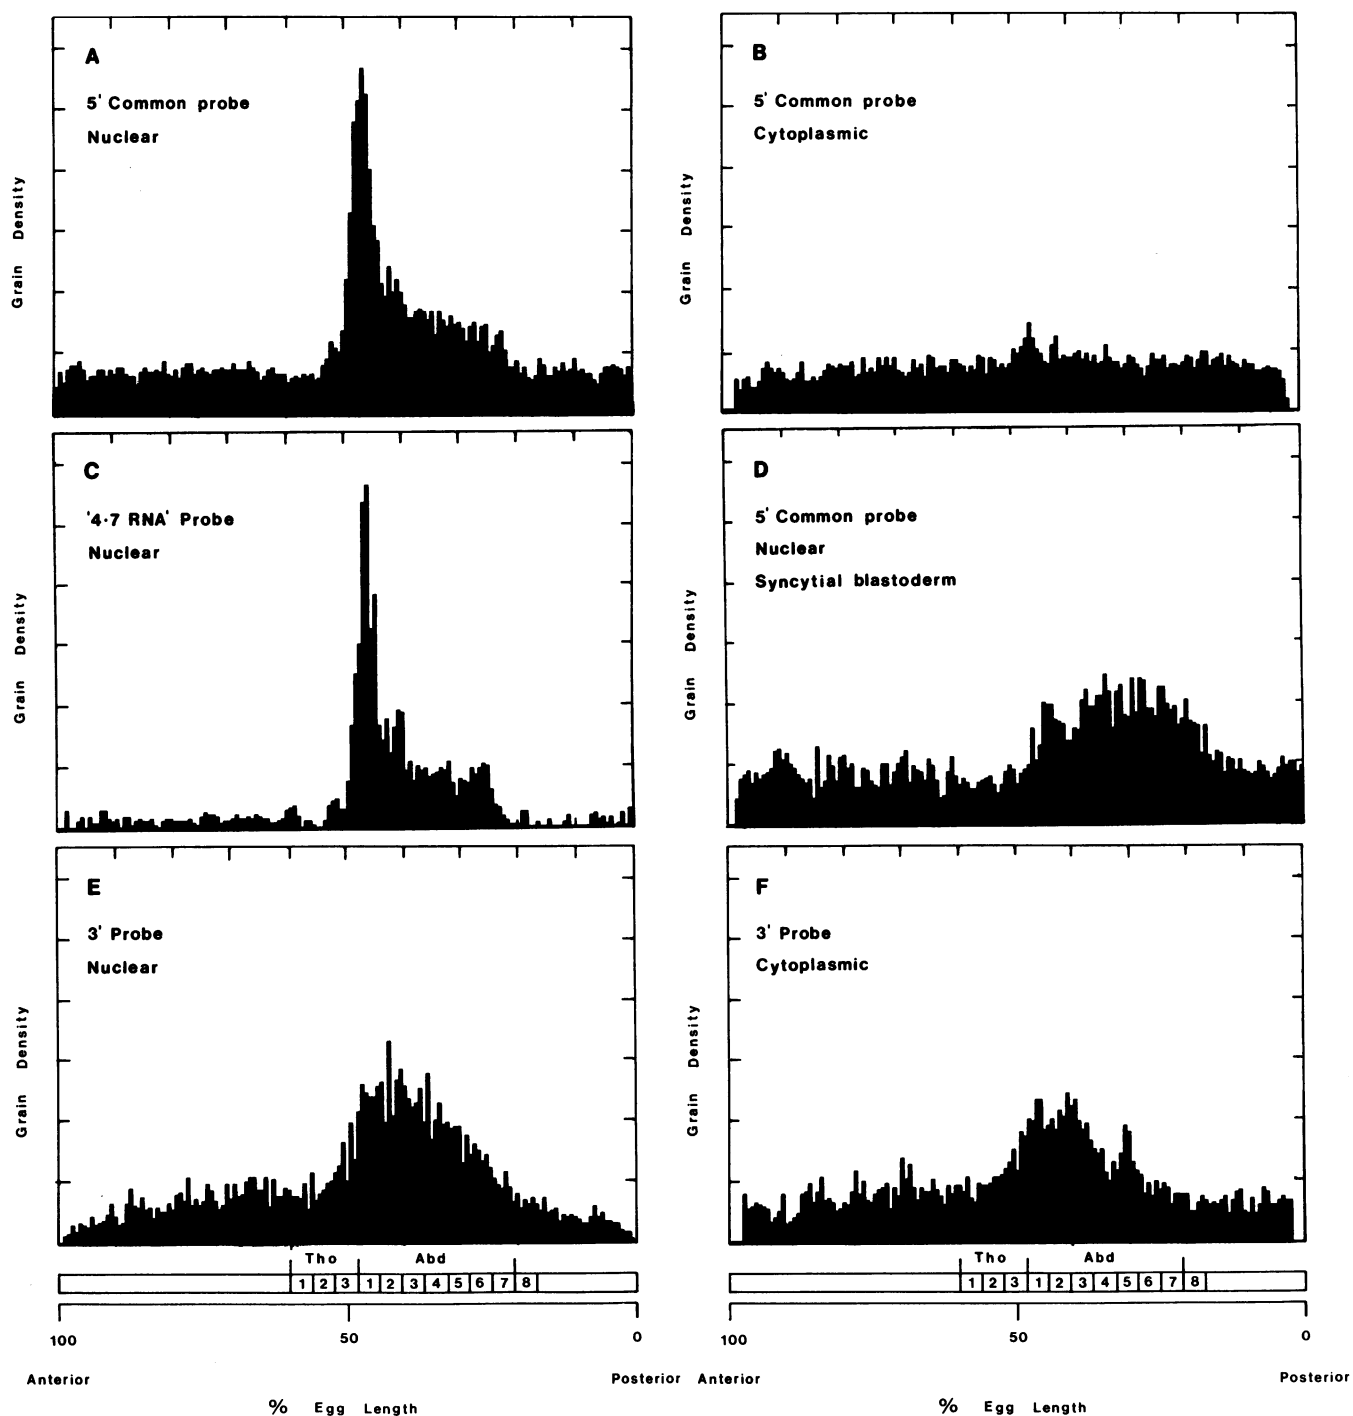 A
5' Common probe
Nuclear
Grain Density
B
5' Common probe
Cytoplasmic
Grain Density
C
'4·7 RNA' Probe
Nuclear
Grain Density
D
5' Common probe
Nuclear
Syncytial blastoderm
Grain Density
E
3' Probe
Nuclear
Grain Density
F
3' Probe
Cytoplasmic
Grain Density
Tho Abd
1 2 3 1 2 3 4 5 6 7 8
100 50 0
Anterior Posterior
% Egg Length
Tho Abd
1 2 3 1 2 3 4 5 6 7 8
100 50 0
Anterior Posterior
% Egg Length